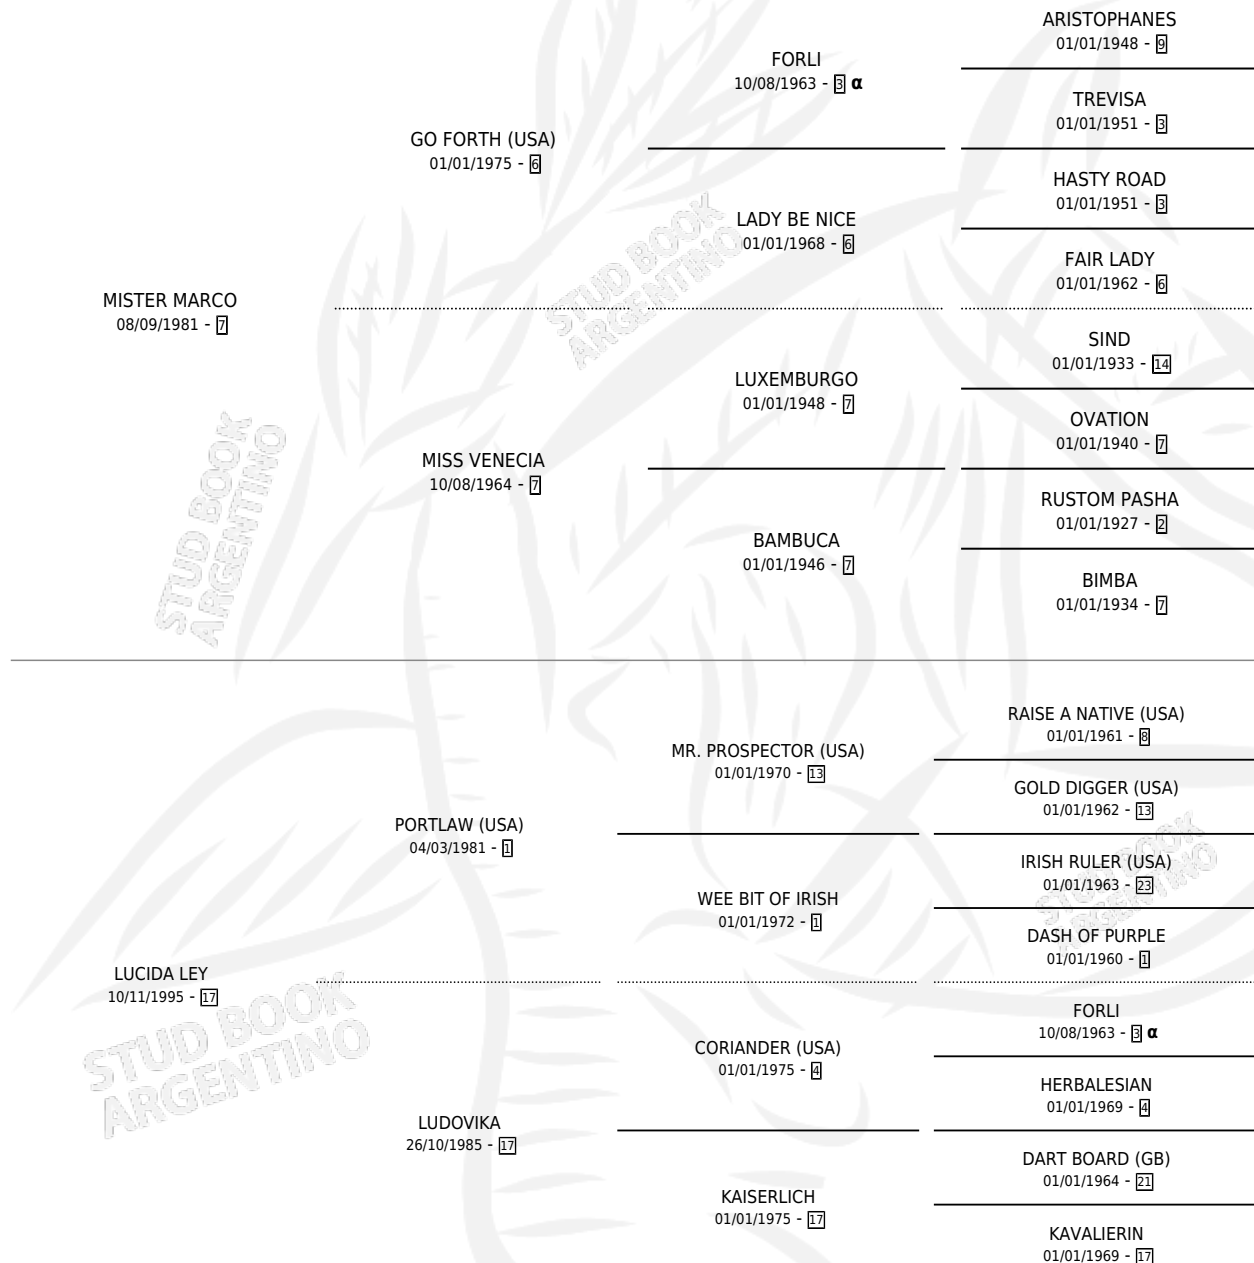 ARISTOPHANES
01/01/1948 - 9
FORLI
10/08/1963 - 3 α
TREVISA
01/01/1951 - 3
GO FORTH (USA)
01/01/1975 - 6
HASTY ROAD
01/01/1951 - 3
LADY BE NICE
01/01/1968 - 6
FAIR LADY
01/01/1962 - 6
MISTER MARCO
08/09/1981 - 7
SIND
01/01/1933 - 14
LUXEMBURGO
01/01/1948 - 7
OVATION
01/01/1940 - 7
MISS VENECIA
10/08/1964 - 7
RUSTOM PASHA
01/01/1927 - 2
BAMBUCA
01/01/1946 - 7
BIMBA
01/01/1934 - 7
RAISE A NATIVE (USA)
01/01/1961 - 8
MR. PROSPECTOR (USA)
01/01/1970 - 13
GOLD DIGGER (USA)
01/01/1962 - 13
PORTLAW (USA)
04/03/1981 - 1
IRISH RULER (USA)
01/01/1963 - 23
WEE BIT OF IRISH
01/01/1972 - 1
DASH OF PURPLE
01/01/1960 - 1
LUCIDA LEY
10/11/1995 - 17
FORLI
10/08/1963 - 3 α
CORIANDER (USA)
01/01/1975 - 4
HERBALESIAN
01/01/1969 - 4
LUDOVIKA
26/10/1985 - 17
DART BOARD (GB)
01/01/1964 - 21
KAISERLICH
01/01/1975 - 17
KAVALIERIN
01/01/1969 - 17
STUD BOOK
ARGENTINO
STUD BOOK
ARGENTINO
STUD BOOK
ARGENTINO
STUD BOOK
ARGENTINO